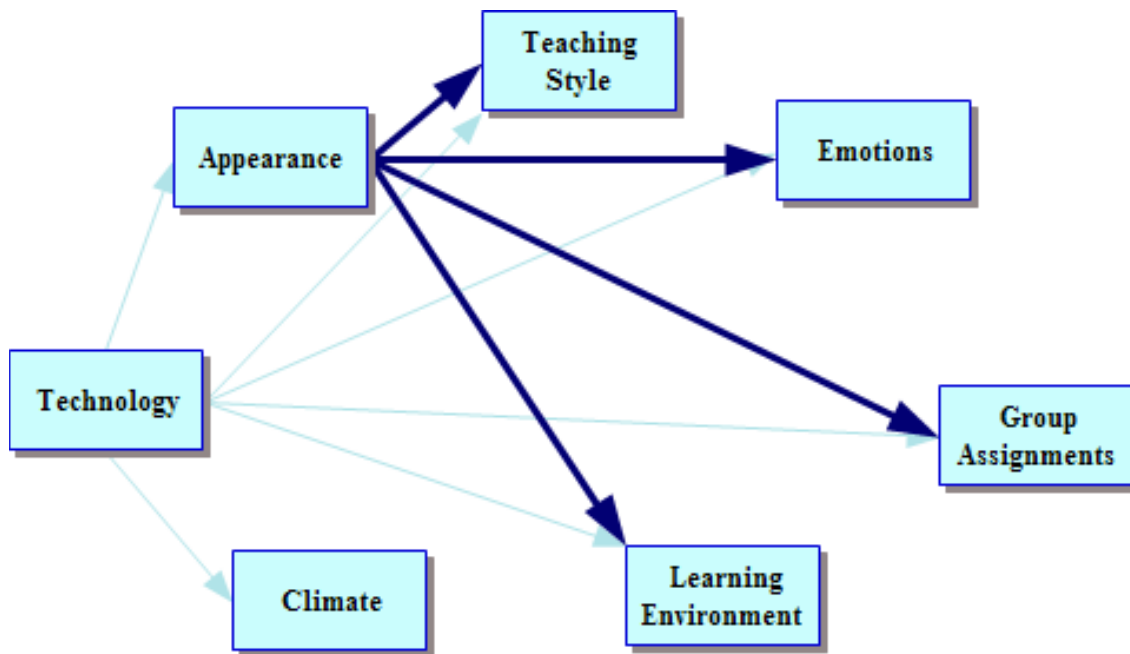 Teaching
Style
Appearance
Emotions
Technology
Group
Assignments
Climate
Learning
Environment